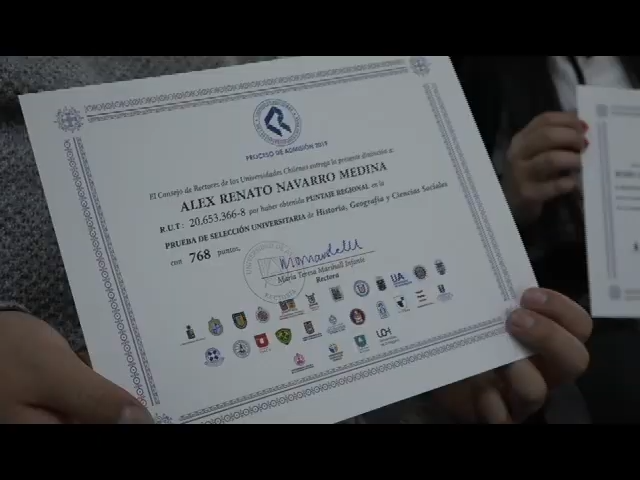 PROCESO DE ADMISIÓN 2019
El Consejo de Rectores de las Universidades Chilenas entrega la presente distinción a:
ALEX RENATO NAVARRO MEDINA
R.U.T: 20.653.366-8 por haber obtenido PUNTAJE REGIONAL en la
PRUEBA DE SELECCIÓN UNIVERSITARIA de Historia, Geografía y Ciencias Sociales
con 768 puntos.
María Teresa Marshall Infante
Rectora
UA